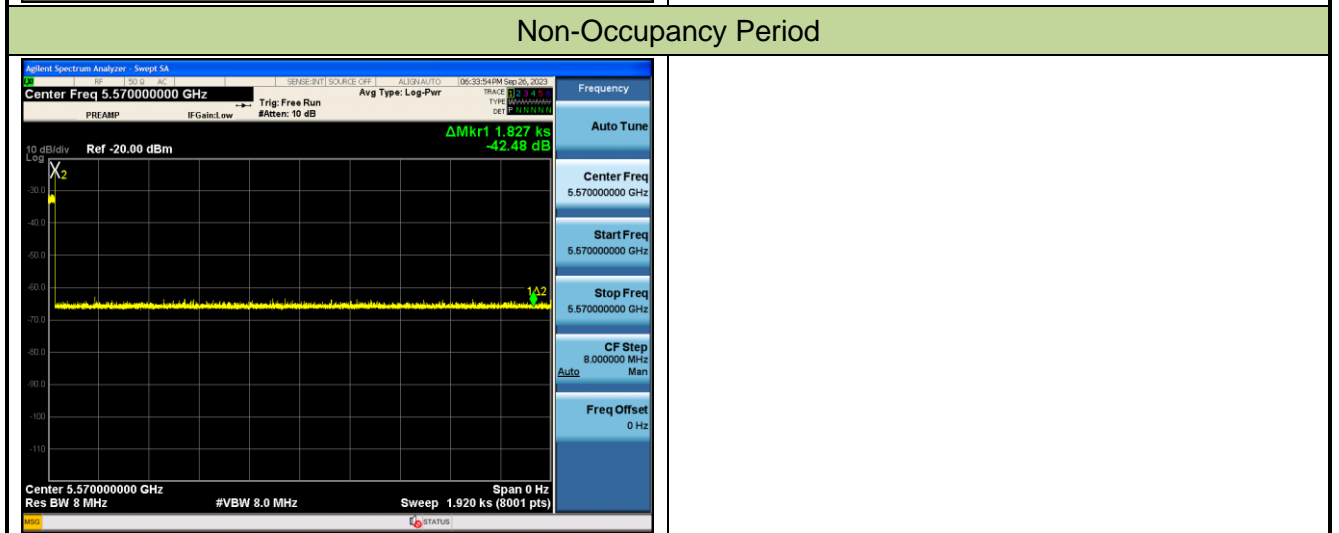 Non-Occupancy Period
Agilent Spectrum Analyzer - Swept SA
RF 50 Ω AC SENSE:INT SOURCE OFF ALIGN AUTO 06:33:54 PM Sep 26, 2023
Center Freq 5.570000000 GHz
PREAMP IFGain:Low
Trig: Free Run
#Atten: 10 dB
Avg Type: Log-Pwr
TRACE 1 2 3 4 5 6
TYPE
DET P N N N N N
ΔMkr1 1.827 ks
-42.48 dB
10 dB/div Ref -20.00 dBm
Log
X2
-30.0
-40.0
-50.0
-60.0
1Δ2
-70.0
-80.0
-90.0
-100
-110
Center 5.570000000 GHz Span 0 Hz
Res BW 8 MHz #VBW 8.0 MHz Sweep 1.920 ks (8001 pts)
MSG STATUS
Frequency
Auto Tune
Center Freq
5.570000000 GHz
Start Freq
5.570000000 GHz
Stop Freq
5.570000000 GHz
CF Step
8.000000 MHz
Auto Man
Freq Offset
0 Hz